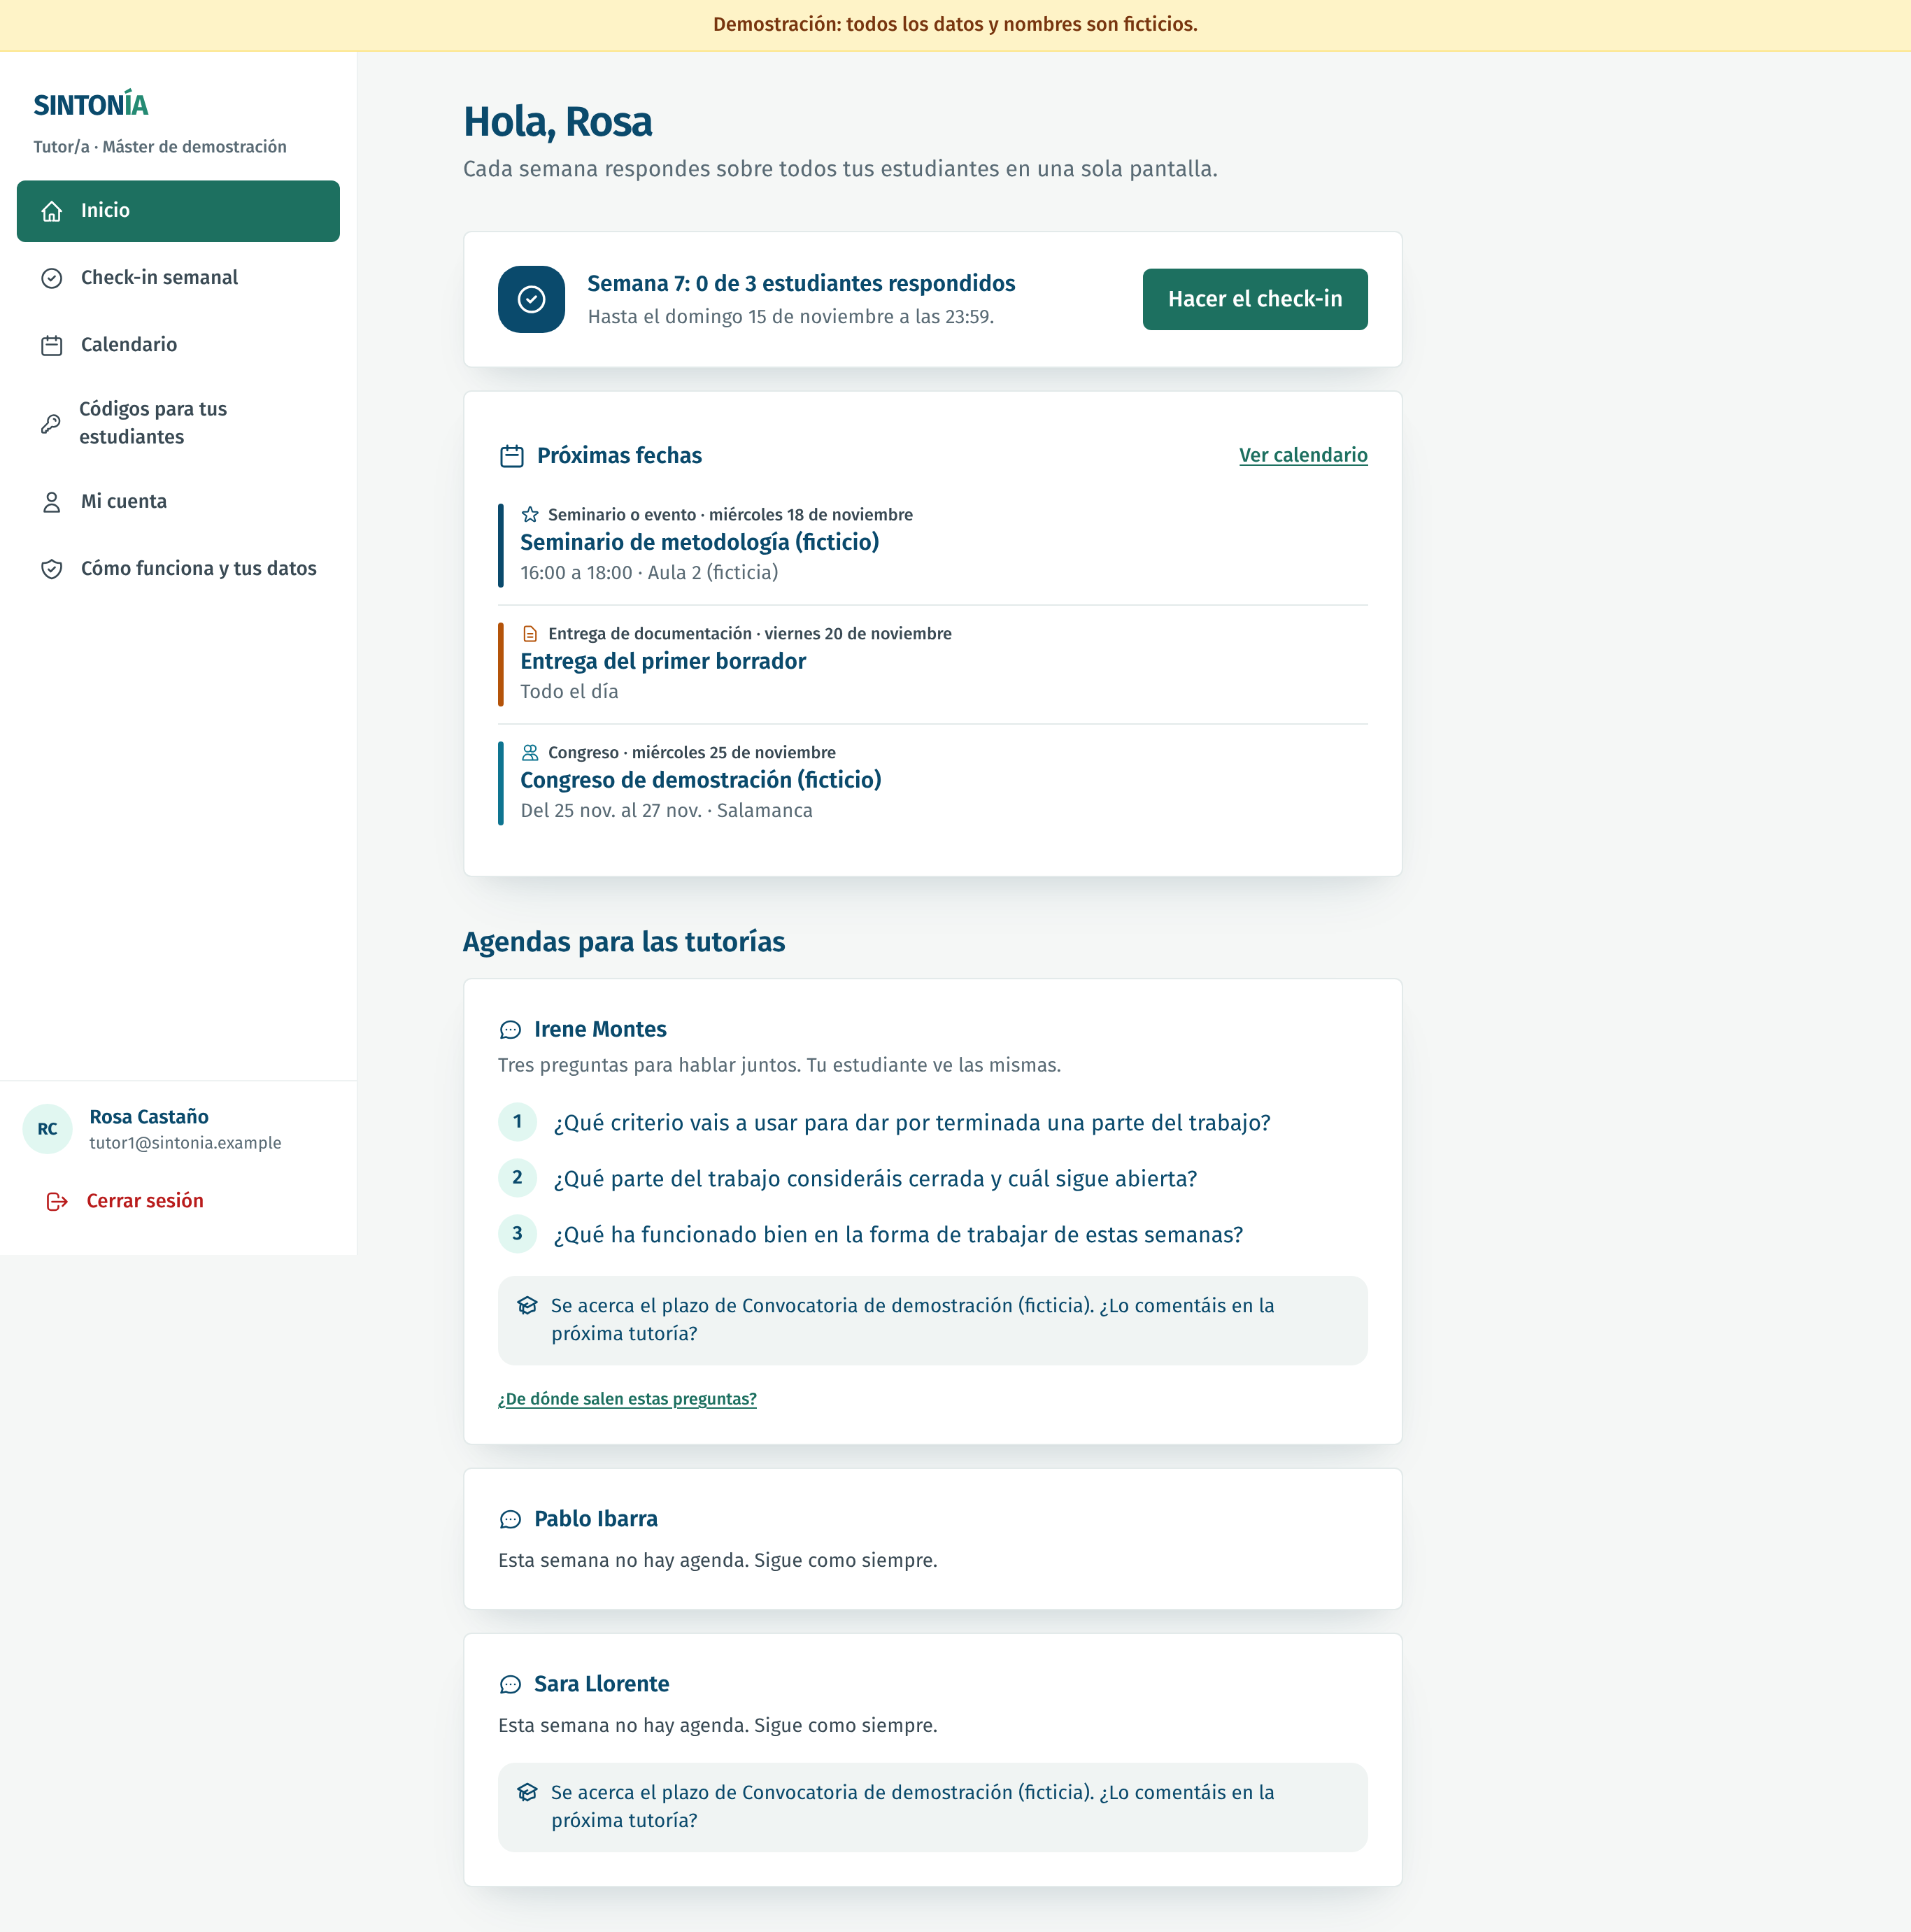 Demostración: todos los datos y nombres son ficticios.
SINTONÍA
Tutor/a · Máster de demostración
Inicio
Check-in semanal
Calendario
Códigos para tus
estudiantes
Mi cuenta
Cómo funciona y tus datos
RC
Rosa Castaño
tutor1@sintonia.example
Cerrar sesión
Hola, Rosa
Cada semana respondes sobre todos tus estudiantes en una sola pantalla.
Semana 7: 0 de 3 estudiantes respondidos
Hasta el domingo 15 de noviembre a las 23:59.
Hacer el check-in
Próximas fechas
Ver calendario
Seminario o evento · miércoles 18 de noviembre
Seminario de metodología (ficticio)
16:00 a 18:00 · Aula 2 (ficticia)
Entrega de documentación · viernes 20 de noviembre
Entrega del primer borrador
Todo el día
Congreso · miércoles 25 de noviembre
Congreso de demostración (ficticio)
Del 25 nov. al 27 nov. · Salamanca
Agendas para las tutorías
Irene Montes
Tres preguntas para hablar juntos. Tu estudiante ve las mismas.
1 ¿Qué criterio vais a usar para dar por terminada una parte del trabajo?
2 ¿Qué parte del trabajo consideráis cerrada y cuál sigue abierta?
3 ¿Qué ha funcionado bien en la forma de trabajar de estas semanas?
Se acerca el plazo de Convocatoria de demostración (ficticia). ¿Lo comentáis en la
próxima tutoría?
¿De dónde salen estas preguntas?
Pablo Ibarra
Esta semana no hay agenda. Sigue como siempre.
Sara Llorente
Esta semana no hay agenda. Sigue como siempre.
Se acerca el plazo de Convocatoria de demostración (ficticia). ¿Lo comentáis en la
próxima tutoría?